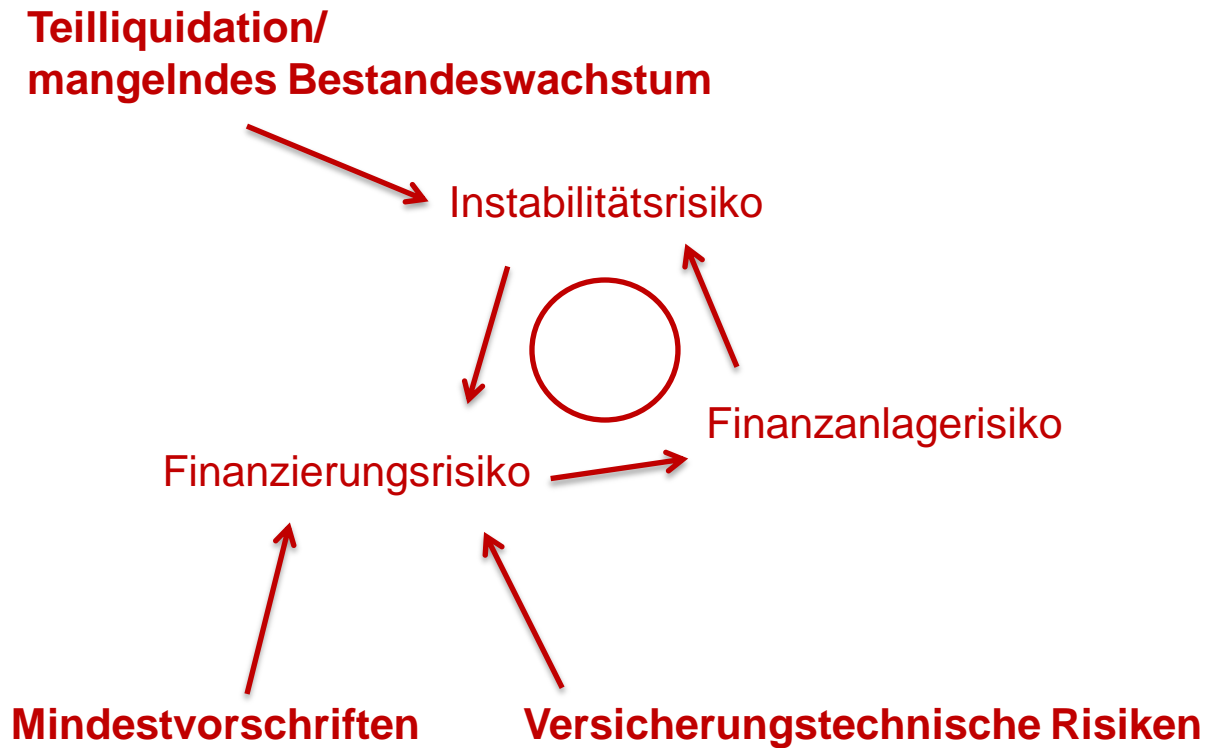 Teilliquidation/
mangelndes Bestandeswachstum
Instabilitätsrisiko
Finanzanlagerisiko
Finanzierungsrisiko
Mindestvorschriften
Versicherungstechnische Risiken